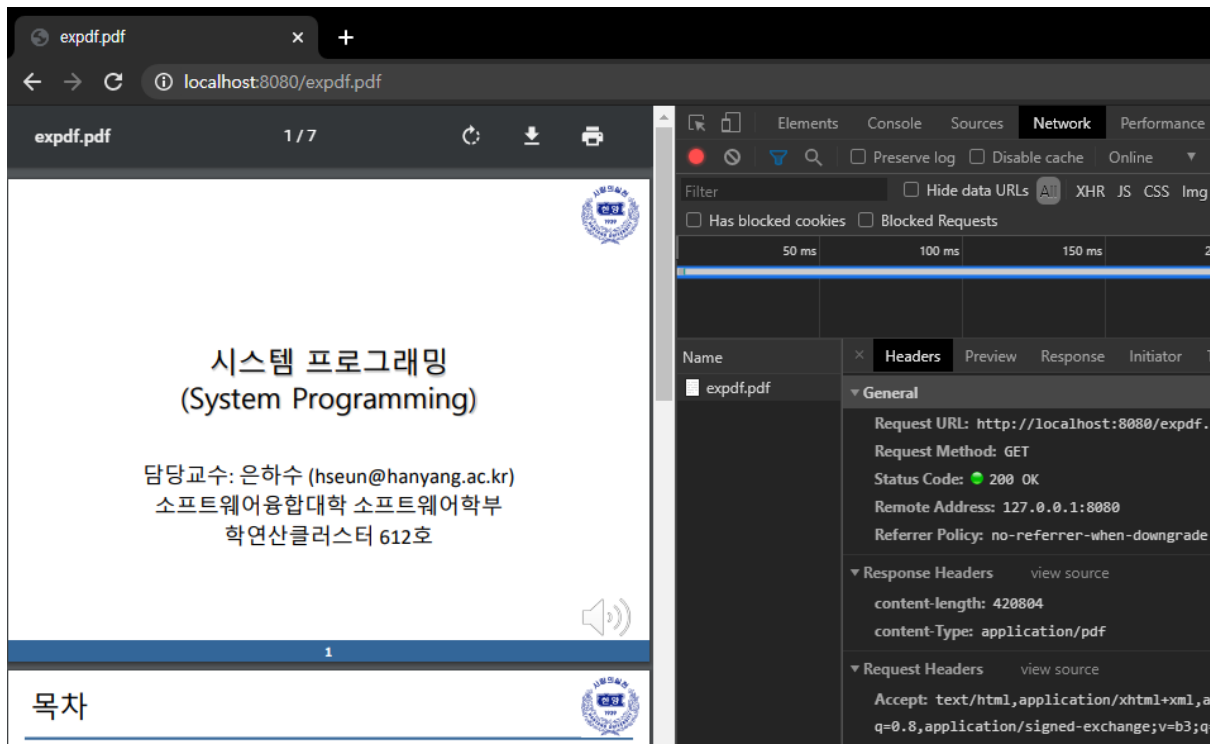 expdf.pdf
localhost:8080/expdf.pdf
expdf.pdf 1/7
Elements Console Sources Network Performance
Preserve log Disable cache Online
Filter Hide data URLs All XHR JS CSS Img
Has blocked cookies Blocked Requests
50 ms 100 ms 150 ms 2
시스템 프로그래밍
(System Programming)
담당교수: 은하수 (hseun@hanyang.ac.kr)
소프트웨어융합대학 소프트웨어학부
학연산클러스터 612호
1
목차
Name
expdf.pdf
Headers Preview Response Initiator
General
Request URL: http://localhost:8080/expdf.
Request Method: GET
Status Code: 200 OK
Remote Address: 127.0.0.1:8080
Referrer Policy: no-referrer-when-downgrade
Response Headers view source
content-length: 420804
content-Type: application/pdf
Request Headers view source
Accept: text/html,application/xhtml+xml,a
q=0.8,application/signed-exchange;v=b3;q